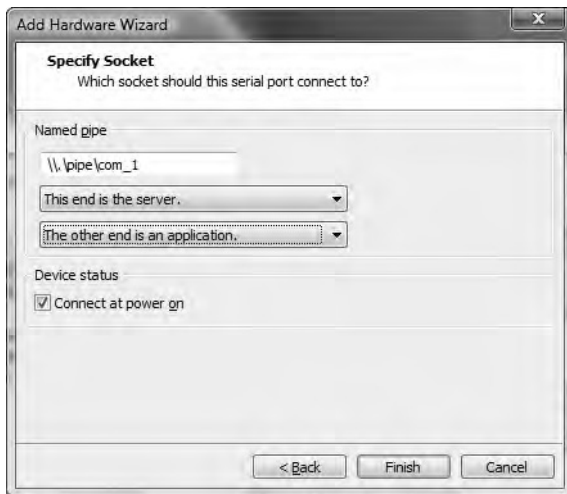 Add Hardware Wizard
Specify Socket
Which socket should this serial port connect to?
Named pipe
\\.\pipe\com_1
This end is the server.
The other end is an application.
Device status
Connect at power on
< Back
Finish
Cancel